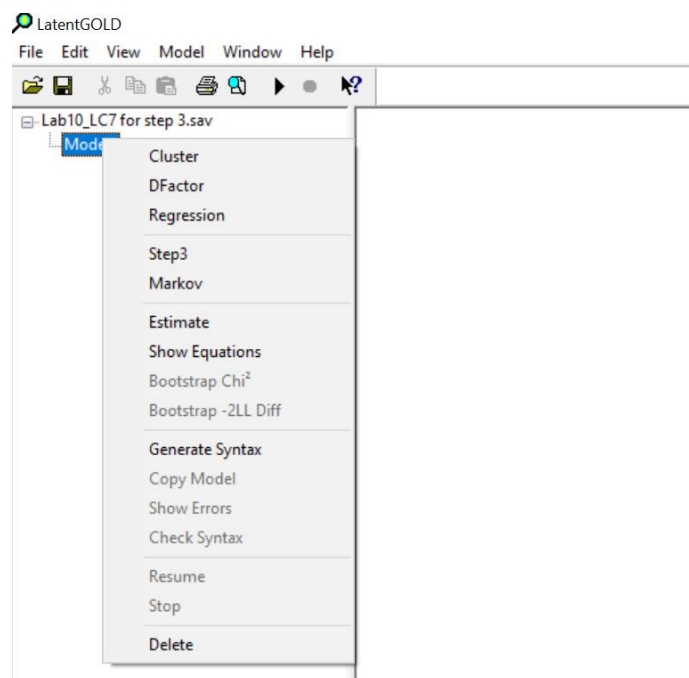 LatentGOLD
File Edit View Model Window Help
Lab10_LC7 for step 3.sav
Mode
Cluster
DFactor
Regression
Step3
Markov
Estimate
Show Equations
Bootstrap Chi²
Bootstrap -2LL Diff
Generate Syntax
Copy Model
Show Errors
Check Syntax
Resume
Stop
Delete